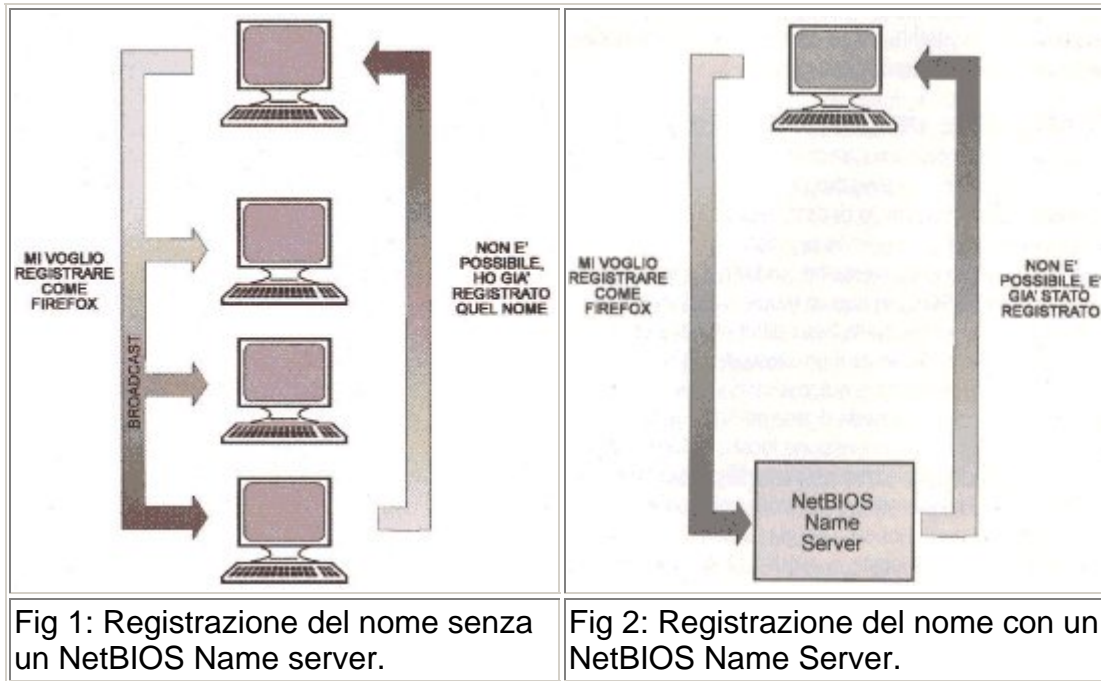 MI VOGLIO
REGISTRARE
COME
FIREFOX
BROADCAST
NON E'
POSSIBILE,
HO GIA'
REGISTRATO
QUEL NOME
Fig 1: Registrazione del nome senza
un NetBIOS Name server.
MI VOGLIO
REGISTRARE
COME
FIREFOX
NetBIOS
Name
Server
NON E'
POSSIBILE, E'
GIA' STATO
REGISTRATO
Fig 2: Registrazione del nome con un
NetBIOS Name Server.